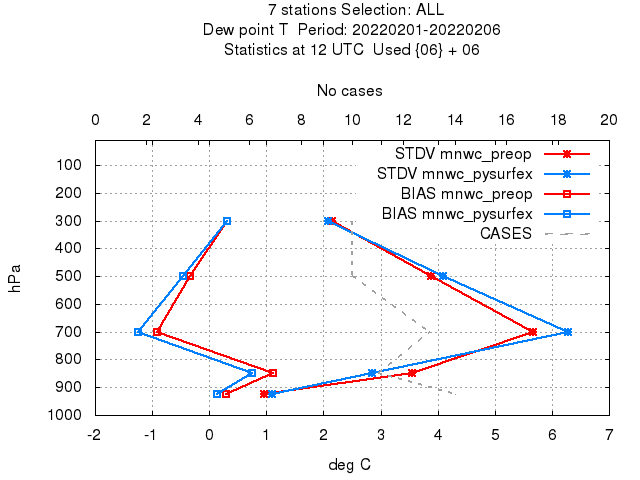 7 stations Selection: ALL
Dew point T  Period: 20220201-20220206
Statistics at 12 UTC  Used {06} + 06
No cases
0 2 4 6 8 10 12 14 16 18 20
STDV mnwc_preop
STDV mnwc_pysurfex
BIAS mnwc_preop
BIAS mnwc_pysurfex
CASES
hPa
100
200
300
400
500
600
700
800
900
1000
-2 -1 0 1 2 3 4 5 6 7
deg C